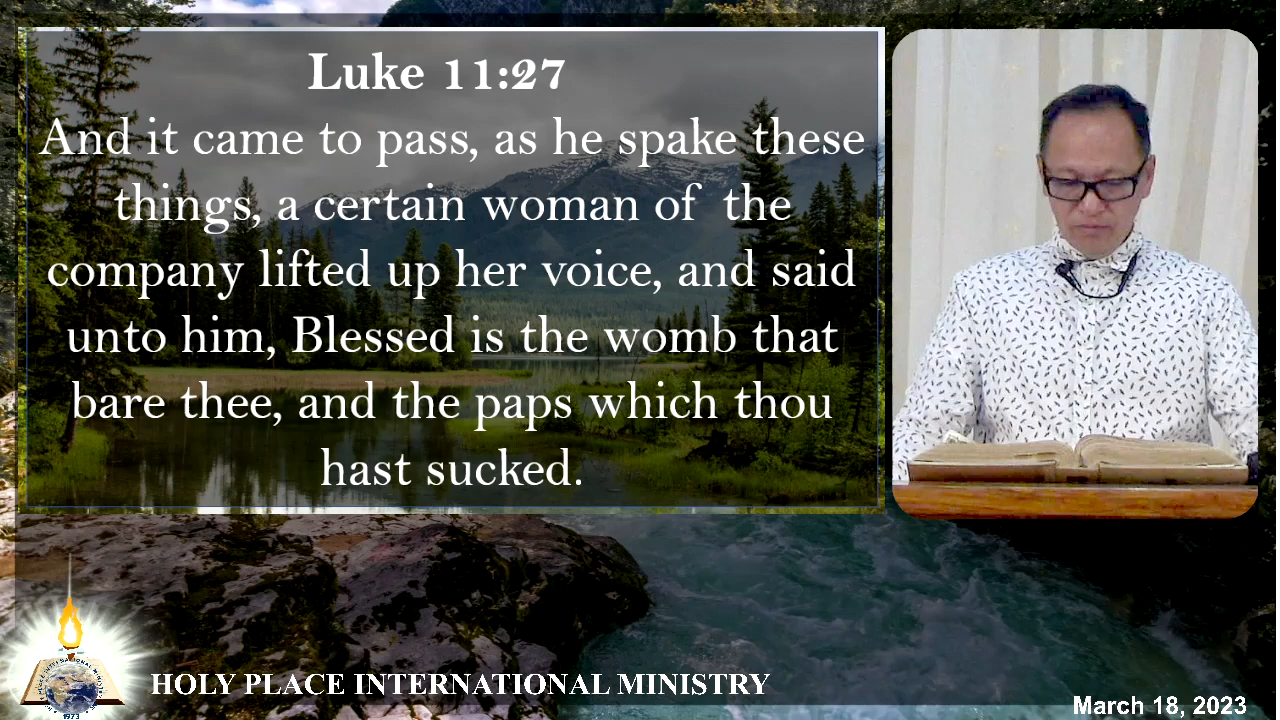 Luke 11:27
And it came to pass, as he spake these
things, a certain woman of the
company lifted up her voice, and said
unto him, Blessed is the womb that
bare thee, and the paps which thou
hast sucked.
HOLY PLACE INTERNATIONAL MINISTRY
1973
March 18, 2023